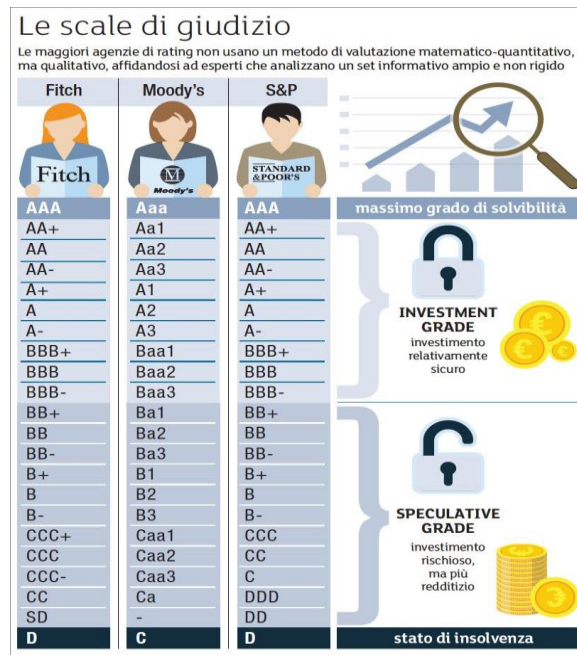 Le scale di giudizio
Le maggiori agenzie di rating non usano un metodo di valutazione matematico-quantitativo,
ma qualitativo, affidandosi ad esperti che analizzano un set informativo ampio e non rigido
Fitch Moody's S&P
Fitch M Moody's STANDARD &POOR'S
AAA Aaa AAA massimo grado di solvibilità
AA+ Aa1 AA+
AA Aa2 AA
AA- Aa3 AA-
A+ A1 A+
A A2 A
A- A3 A-
BBB+ Baa1 BBB+
BBB Baa2 BBB
BBB- Baa3 BBB-
INVESTMENT
GRADE
investimento
relativamente
sicuro
BB+ Ba1 BB+
BB Ba2 BB
BB- Ba3 BB-
B+ B1 B+
B B2 B
B- B3 B-
CCC+ Caa1 CCC
CCC Caa2 CC
CCC- Caa3 C
CC Ca DDD
SD - DD
SPECULATIVE
GRADE
investimento
rischioso,
ma più
redditizio
D C D stato di insolvenza